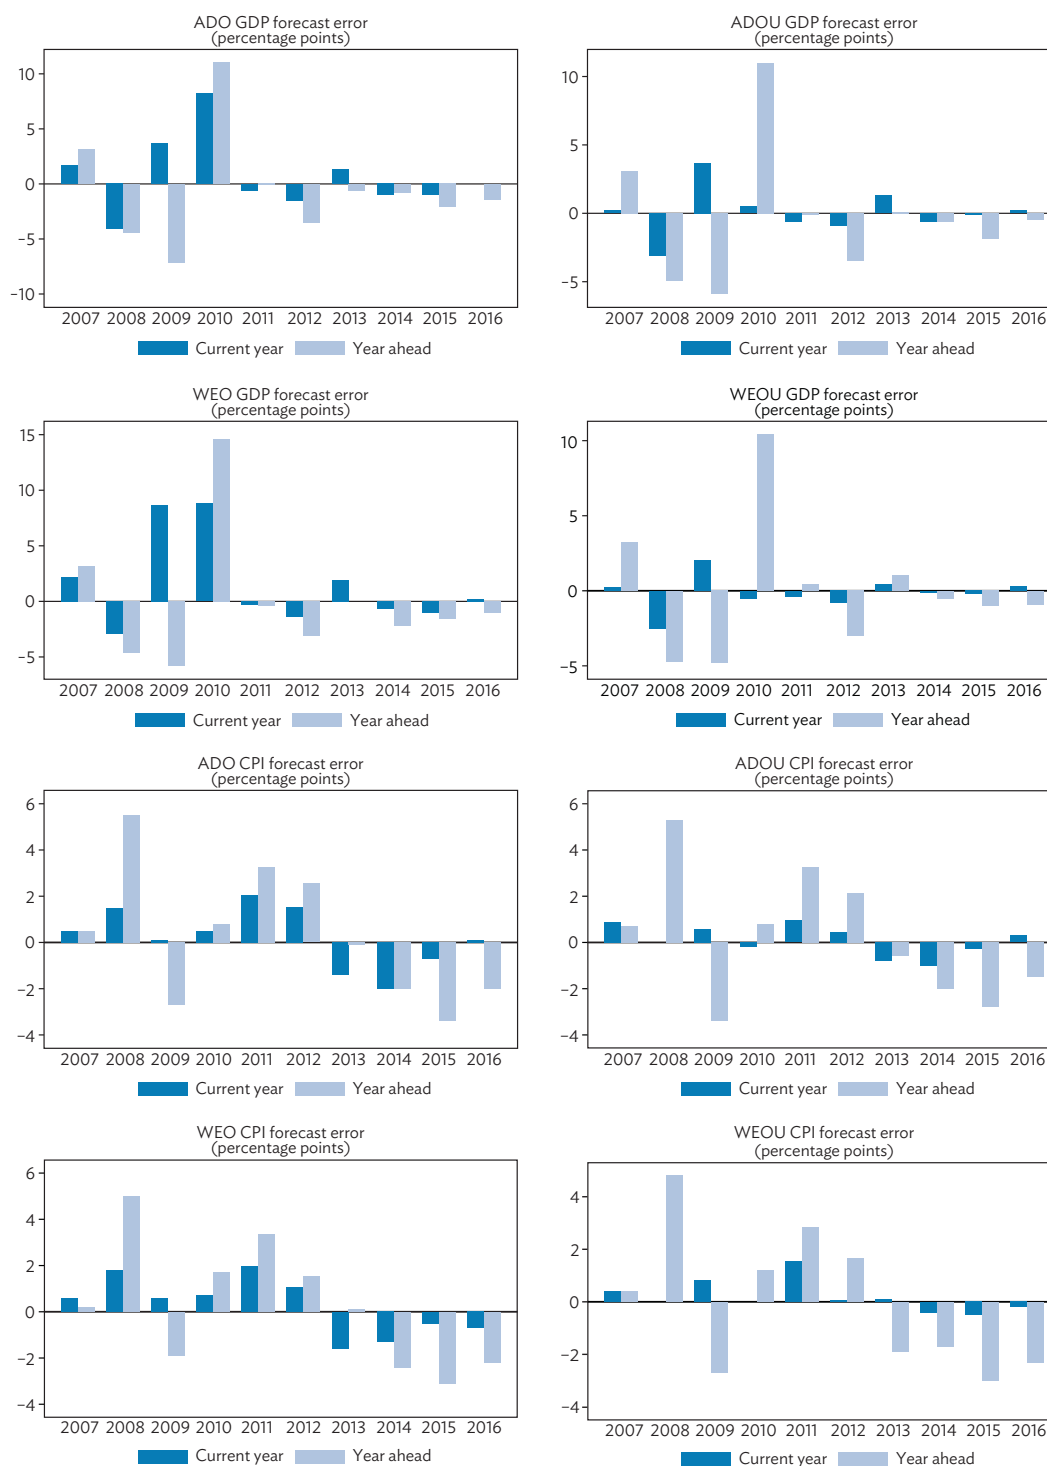 ADO GDP forecast error
(percentage points)
10
5
0
−5
−10
2007 2008 2009 2010 2011 2012 2013 2014 2015 2016
Current year Year ahead
ADOU GDP forecast error
(percentage points)
10
5
0
−5
2007 2008 2009 2010 2011 2012 2013 2014 2015 2016
Current year Year ahead
WEO GDP forecast error
(percentage points)
15
10
5
0
−5
2007 2008 2009 2010 2011 2012 2013 2014 2015 2016
Current year Year ahead
WEOU GDP forecast error
(percentage points)
10
5
0
−5
2007 2008 2009 2010 2011 2012 2013 2014 2015 2016
Current year Year ahead
ADO CPI forecast error
(percentage points)
6
4
2
0
−2
−4
2007 2008 2009 2010 2011 2012 2013 2014 2015 2016
Current year Year ahead
ADOU CPI forecast error
(percentage points)
6
4
2
0
−2
−4
2007 2008 2009 2010 2011 2012 2013 2014 2015 2016
Current year Year ahead
WEO CPI forecast error
(percentage points)
6
4
2
0
−2
−4
2007 2008 2009 2010 2011 2012 2013 2014 2015 2016
Current year Year ahead
WEOU CPI forecast error
(percentage points)
4
2
0
−2
−4
2007 2008 2009 2010 2011 2012 2013 2014 2015 2016
Current year Year ahead